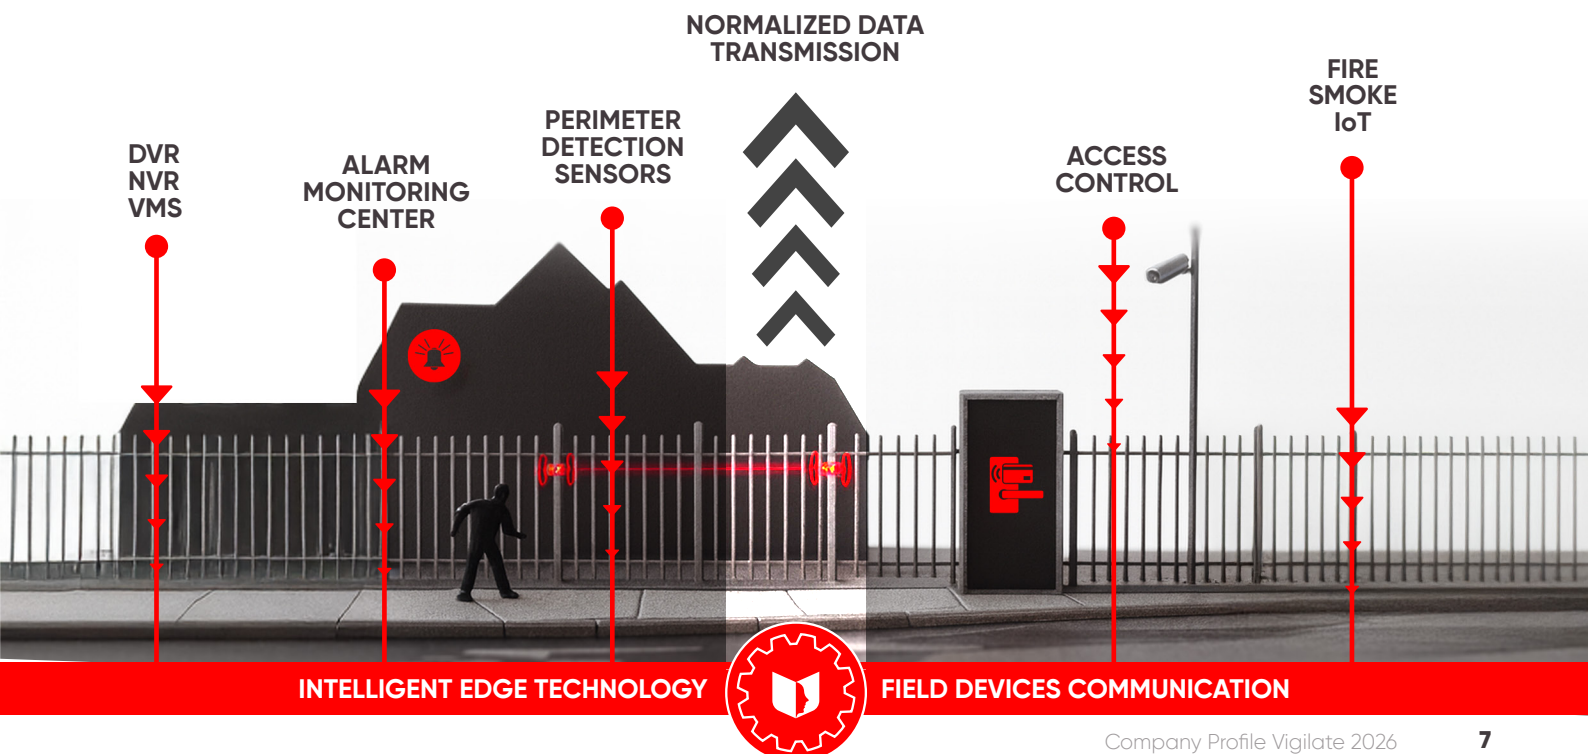 NORMALIZED DATA
TRANSMISSION
FIRE
SMOKE
IoT
PERIMETER
DETECTION
SENSORS
DVR
NVR
VMS
ALARM
MONITORING
CENTER
ACCESS
CONTROL
INTELLIGENT EDGE TECHNOLOGY
FIELD DEVICES COMMUNICATION
Company Profile Vigilate 2026
7